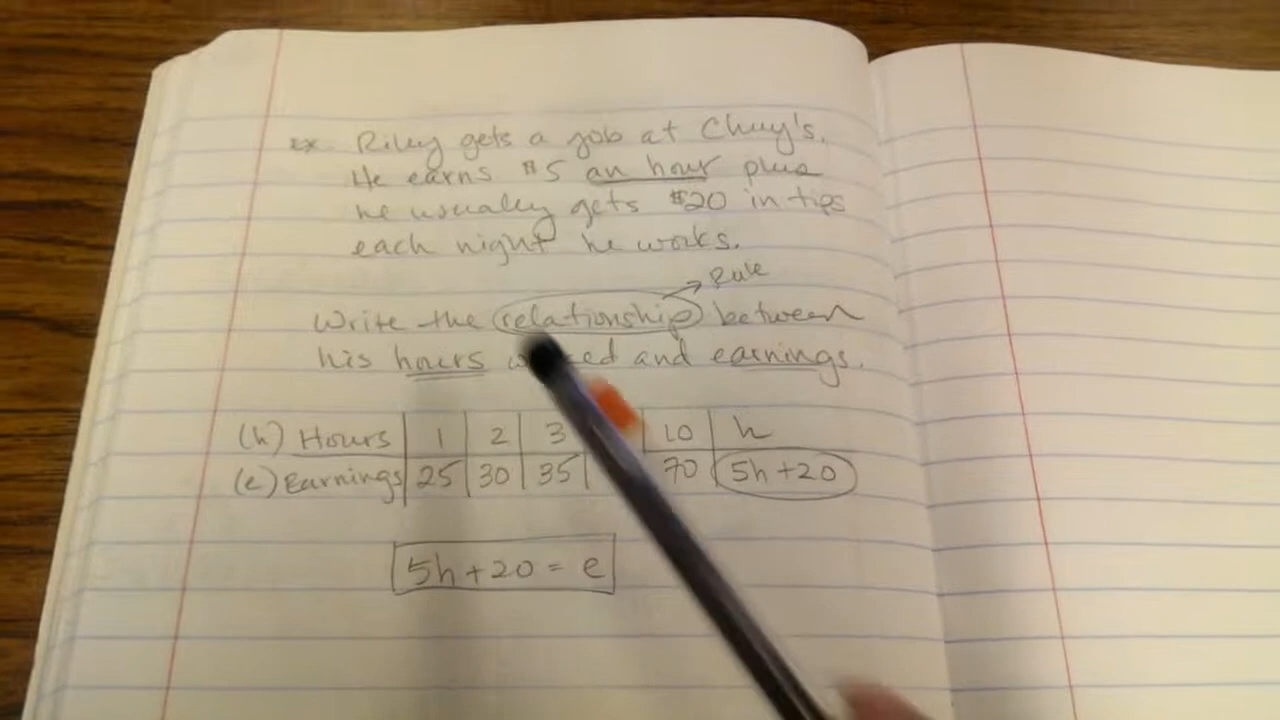 Ex. Riley gets a job at Chuy's.
He earns $5 an hour plus
he usually gets $20 in tips
each night he works.
Rule
Write the relationship between
his hours and earnings.
(h) Hours 1 2 3 10 h
(e) Earnings 25 30 35 70 5h+20
5h+20 = e